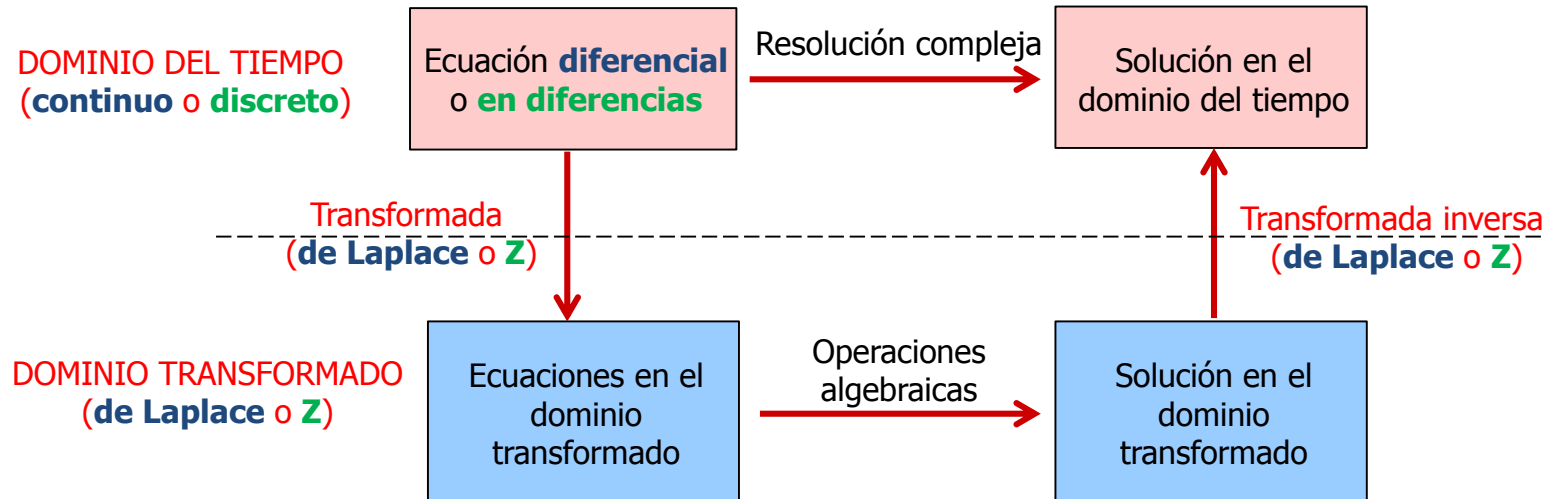 DOMINIO DEL TIEMPO
(continuo o discreto)
Ecuación diferencial
o en diferencias
Resolución compleja
Solución en el
dominio del tiempo
Transformada
(de Laplace o Z)
Transformada inversa
(de Laplace o Z)
DOMINIO TRANSFORMADO
(de Laplace o Z)
Ecuaciones en el
dominio
transformado
Operaciones
algebraicas
Solución en el
dominio
transformado